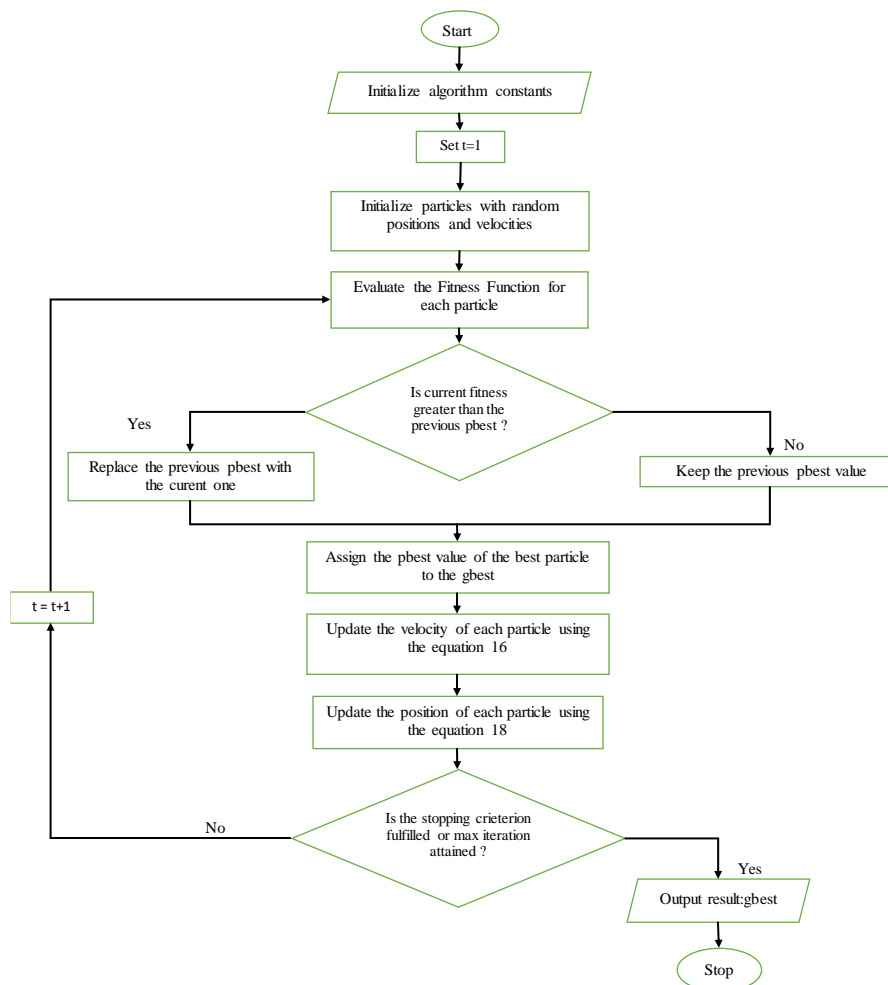 Start
Initialize algorithm constants
Set t=1
Initialize particles with random
positions and velocities
Evaluate the Fitness Function for
each particle
Is current fitness
greater than the
previous pbest ?
Yes
No
Replace the previous pbest with
the curent one
Keep the previous pbest value
Assign the pbest value of the best particle
to the gbest
t = t+1
Update the velocity of each particle using
the equation 16
Update the position of each particle using
the equation 18
Is the stopping crieterion
fulfilled or max iteration
attained ?
No
Yes
Output result:gbest
Stop